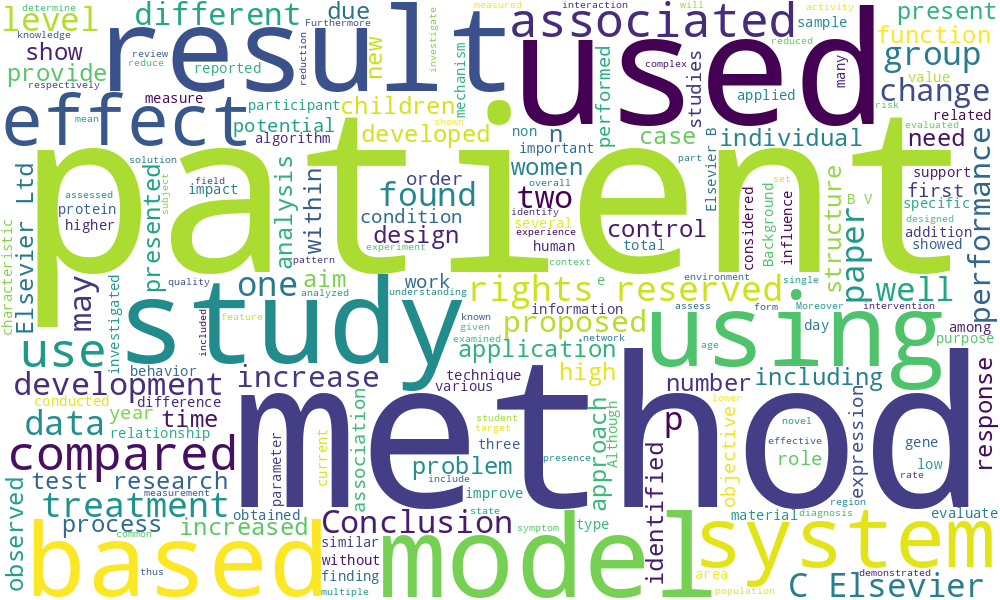 determine
level
knowledge
show
provide
respectively
different
due
Furthermore
review
reduce
reported
measure
result
reduction
new
investigate
measured
interaction
will
activity
associated
reduced
sample
present
function
group
complex
many
value
change
risk
related
used
studies
applied
mechanism
performed
effect
mean
participant
potential
algorithm
children
developed
shown
non
n
important
case
part
Elsevier B
individual
evaluated
need
support
performance
patient
solution
assessed
protein
higher
presented
subject
field
impact
analysis
within
pattern
order
condition
design
found
women
overall
two
identify
several
experience
human
context
control
total
considered
Background
influence
set
structure
paper
B V
first
specific
designed
addition
showed
characteristic
Elsevier Ltd
may
investigated
quality
one
aim
analyzed
experiment
work
understanding
rights reserved
e
environment
single
well
study
included
feature
known
given
examined
proposed
information
network
application
assess
form
Moreover
intervention
day
age
using
among
purpose
use
behavior
development
conducted
difference
increase
technique
various
high
number
including
response
data
year
time
relationship
association
current
parameter
method
student
target
three
approach
Although
p
lower
objective
novel
effective
role
expression
gene
low
rate
compared
test
research
measurement
problem
include
presence
improve
identified
region
observed
treatment
process
common
increased
obtained
Conclusion
state
symptom
type
material
diagnosis
evaluate
based
thus
similar
without
finding
multiple
model
system
area
population
demonstrated
C Elsevier